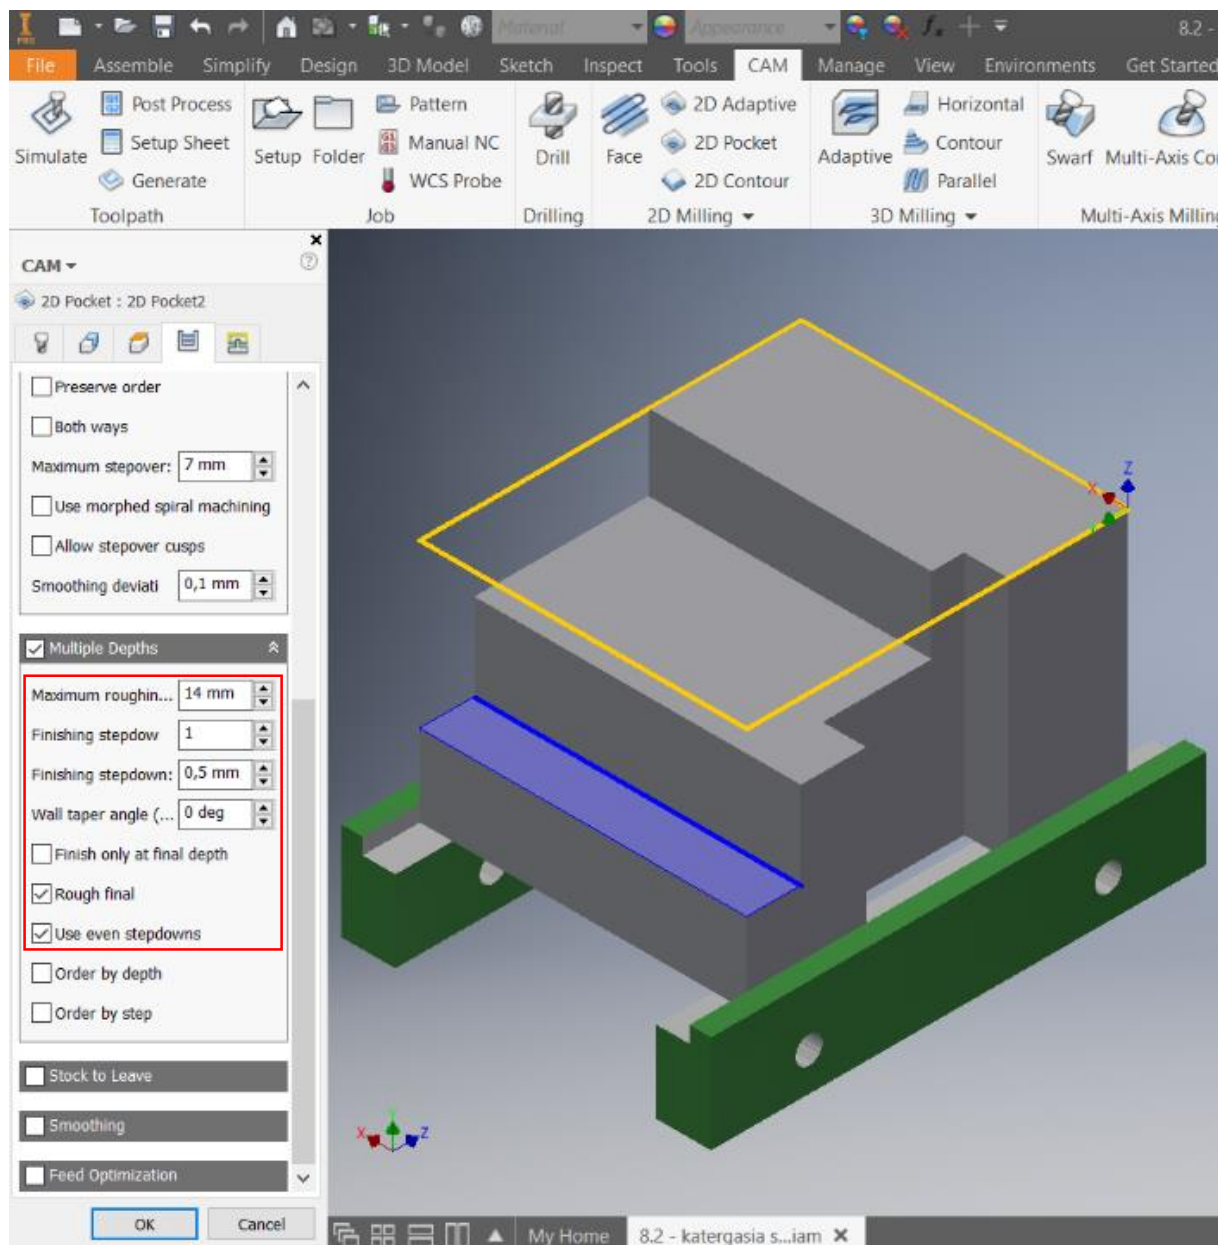 PRO
Material
Appearance
8.2 -
File Assemble Simplify Design 3D Model Sketch Inspect Tools CAM Manage View Environments Get Started
Simulate
Post Process
Setup Sheet
Generate
Toolpath
Setup Folder
Pattern
G1
G2
Manual NC
WCS Probe
Job
Drill
Drilling
Face
2D Adaptive
2D Pocket
2D Contour
2D Milling
Adaptive
Horizontal
Contour
Parallel
3D Milling
Swarf Multi-Axis Co
Multi-Axis Milling
CAM
2D Pocket : 2D Pocket2
Preserve order
Both ways
Maximum stepover: 7 mm
Use morphed spiral machining
Allow stepover cusps
Smoothing deviati 0,1 mm
Multiple Depths
Maximum roughin... 14 mm
Finishing stepdow 1
Finishing stepdown: 0,5 mm
Wall taper angle (... 0 deg
Finish only at final depth
Rough final
Use even stepdowns
Order by depth
Order by step
Stock to Leave
Smoothing
Feed Optimization
OK Cancel
Z
X
Y
X Z
My Home 8.2 - katergasia s...iam